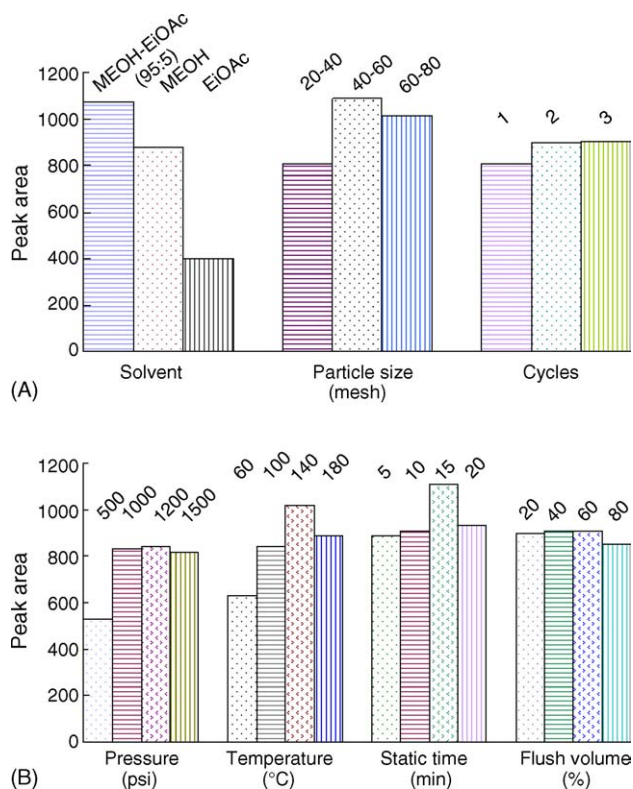 MEOH-EiOAc
(95:5)
MEOH
EiOAc
20-40
40-60
60-80
1
2
3
Peak area
1200
1000
800
600
400
200
0
Solvent
Particle size
(mesh)
Cycles
(A)
500
1000
1200
1500
60
100
140
180
5
10
15
20
20
40
60
80
Peak area
1200
1000
800
600
400
200
0
Pressure
(psi)
Temperature
(°C)
Static time
(min)
Flush volume
(%)
(B)